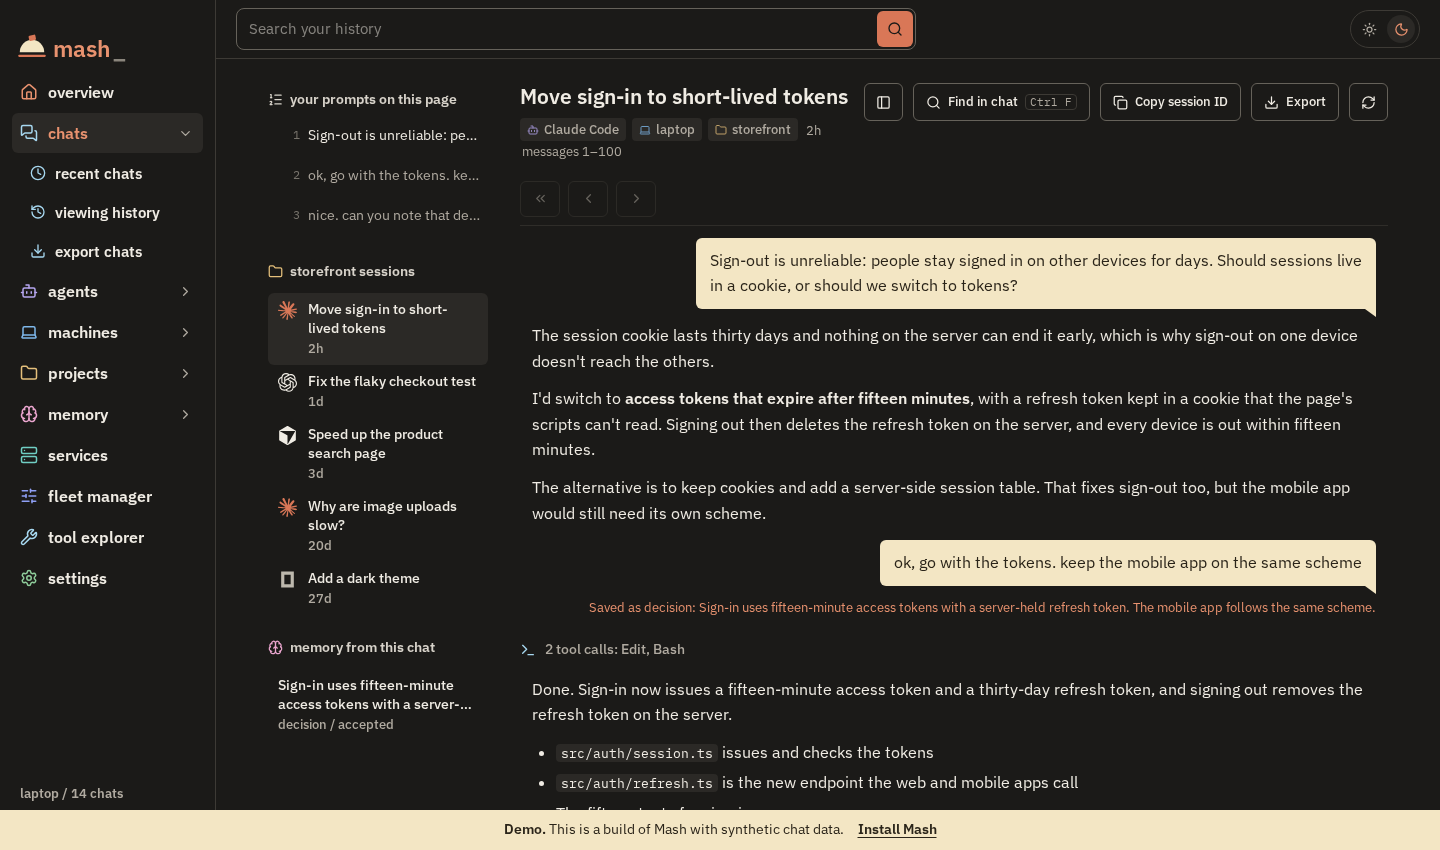 mash_
overview
chats
recent chats
viewing history
export chats
agents
machines
projects
memory
services
fleet manager
tool explorer
settings
laptop / 14 chats
Search your history
your prompts on this page
1 Sign-out is unreliable: pe…
2 ok, go with the tokens. ke…
3 nice. can you note that de…
storefront sessions
Move sign-in to short-
lived tokens
2h
Fix the flaky checkout test
1d
Speed up the product
search page
3d
Why are image uploads
slow?
20d
Add a dark theme
27d
memory from this chat
Sign-in uses fifteen-minute
access tokens with a server-…
decision / accepted
Move sign-in to short-lived tokens
Find in chat Ctrl F
Copy session ID
Export
Claude Code laptop storefront 2h
messages 1–100
Sign-out is unreliable: people stay signed in on other devices for days. Should sessions live
in a cookie, or should we switch to tokens?
The session cookie lasts thirty days and nothing on the server can end it early, which is why sign-out on one device
doesn't reach the others.
I'd switch to access tokens that expire after fifteen minutes, with a refresh token kept in a cookie that the page's
scripts can't read. Signing out then deletes the refresh token on the server, and every device is out within fifteen
minutes.
The alternative is to keep cookies and add a server-side session table. That fixes sign-out too, but the mobile app
would still need its own scheme.
ok, go with the tokens. keep the mobile app on the same scheme
Saved as decision: Sign-in uses fifteen-minute access tokens with a server-held refresh token. The mobile app follows the same scheme.
2 tool calls: Edit, Bash
Done. Sign-in now issues a fifteen-minute access token and a thirty-day refresh token, and signing out removes the
refresh token on the server.
• src/auth/session.ts issues and checks the tokens
• src/auth/refresh.ts is the new endpoint the web and mobile apps call
Demo. This is a build of Mash with synthetic chat data. Install Mash